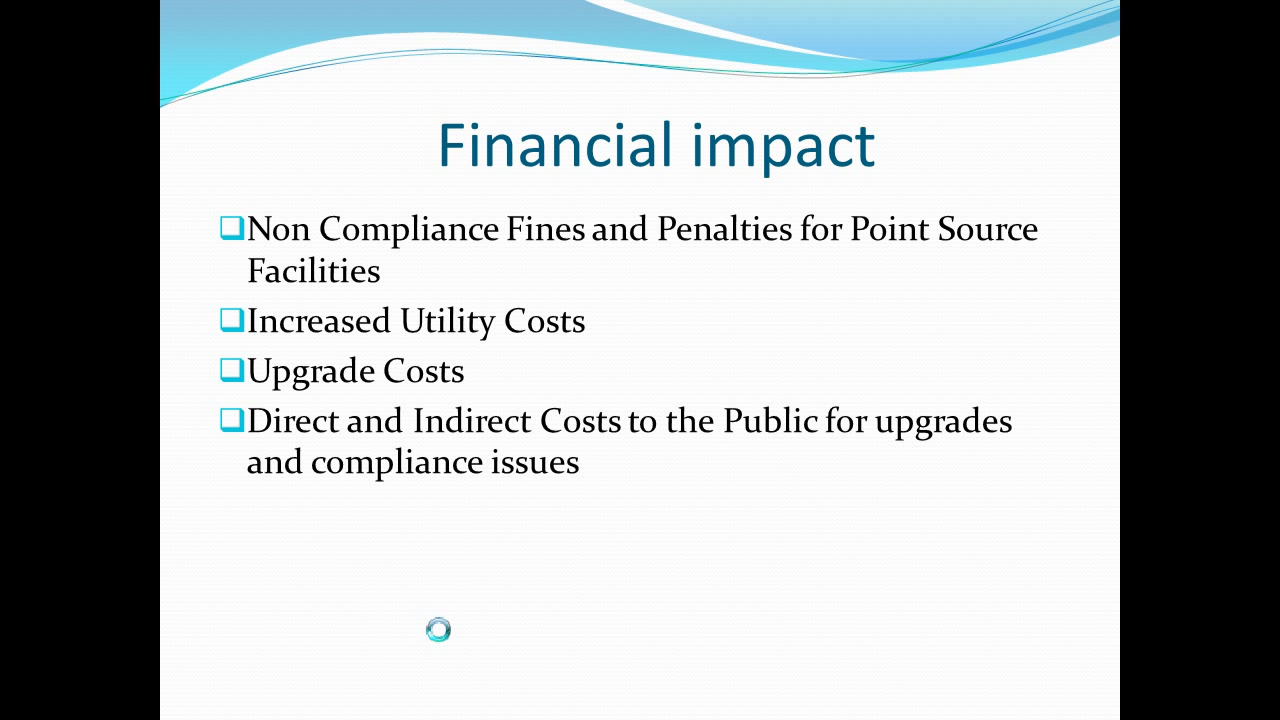 Financial impact
Non Compliance Fines and Penalties for Point Source
Facilities
Increased Utility Costs
Upgrade Costs
Direct and Indirect Costs to the Public for upgrades
and compliance issues